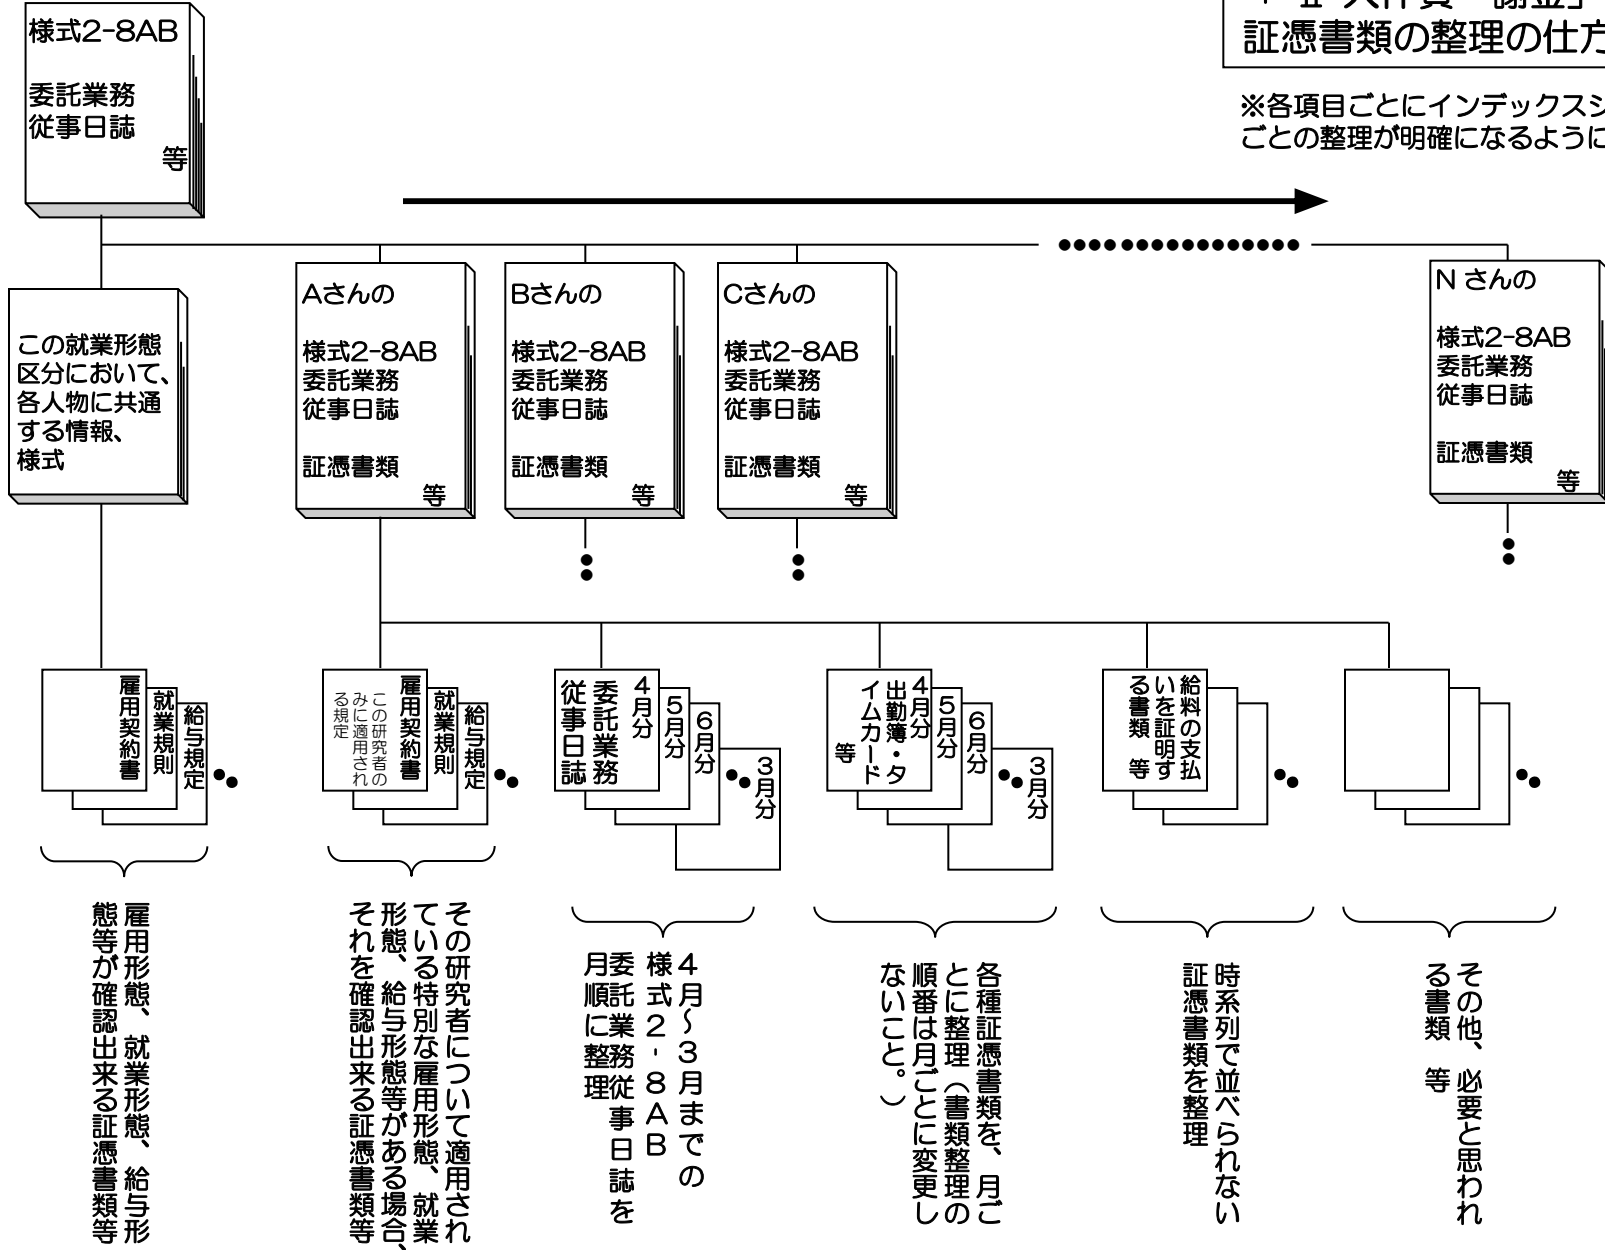 様式2-8AB
委託業務
従事日誌
等
証憑書類の整理の仕方
※各項目ごとにインデックスシ
ごとの整理が明確になるように
この就業形態
区分において、
各人物に共通
する情報、
様式
Aさんの
様式2-8AB
委託業務
従事日誌
証憑書類
等
Bさんの
様式2-8AB
委託業務
従事日誌
証憑書類
等
Cさんの
様式2-8AB
委託業務
従事日誌
証憑書類
等
N さんの
様式2-8AB
委託業務
従事日誌
証憑書類
等
雇用契約書
就業規則
給与規定
雇用契約書
この研究者の
みに適用され
る規定
就業規則
給与規定
4月分
委託業務
従事日誌
5月分
6月分
3月分
4月分
出勤簿・タ
イムカード
等
5月分
6月分
3月分
給料の支払
いを証明す
る書類　等
雇用形態、就業形態、給与形
態等が確認出来る証憑書類等
その研究者について適用され
ている特別な雇用形態、就業
形態、給与形態等がある場合、
それを確認出来る証憑書類等
4月～3月までの
様式2-8AB
委託業務従事日誌を
月順に整理
各種証憑書類を、月ご
とに整理（書類整理の
順番は月ごとに変更し
ないこと。）
時系列で並べられない
証憑書類を整理
その他、必要と思われ
る書類　等